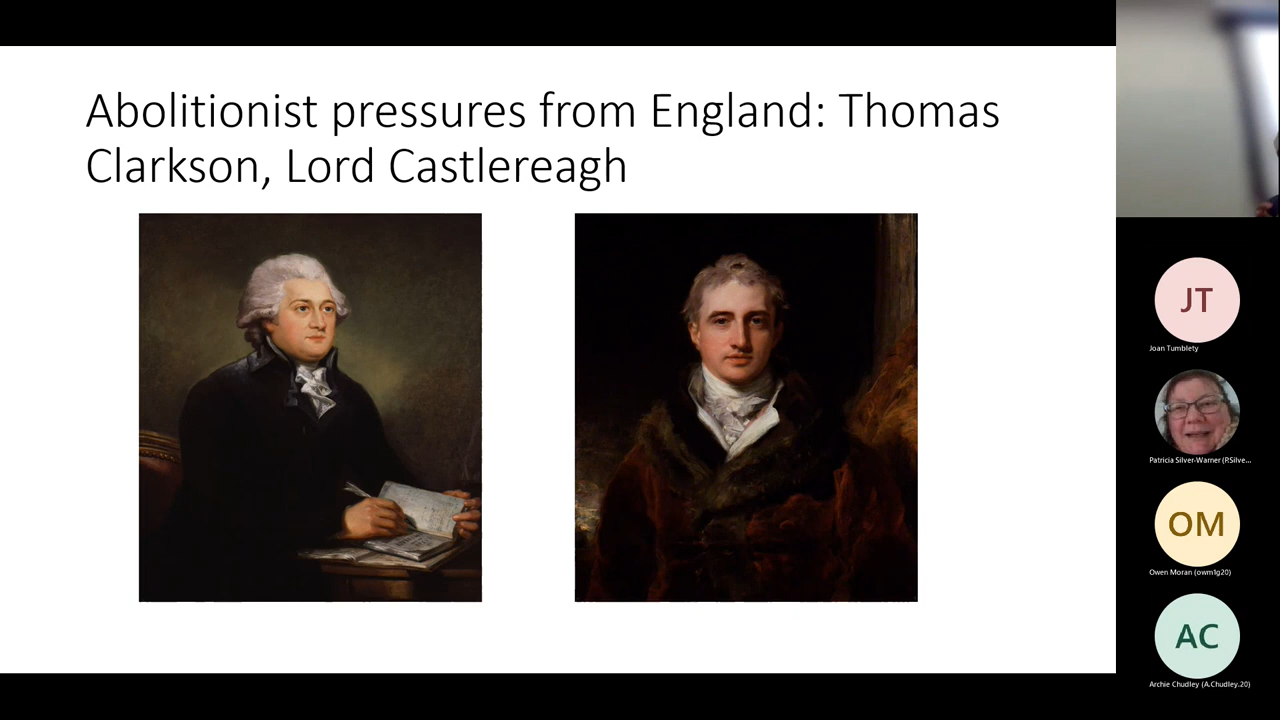 Abolitionist pressures from England: Thomas
Clarkson, Lord Castlereagh
JT
Joan Tumblety
Patricia Silver-Warner (P.Silve...
OM
Owen Moran (owm1g20)
AC
Archie Chudley (A.Chudley.20)